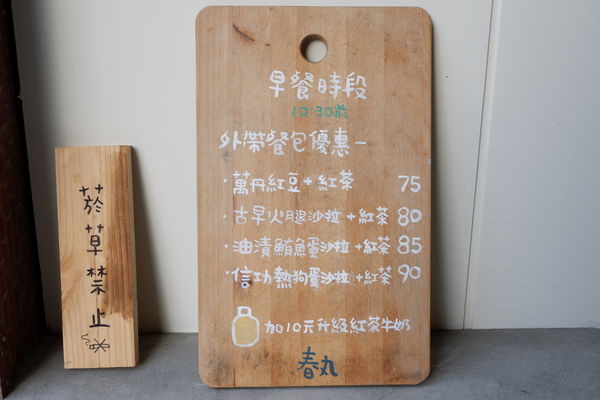 早餐時段
10:30前
外帶餐包優惠-
·萬丹紅豆+紅茶 75
·古早火腿沙拉+紅茶 80
·油漬鮪魚蛋沙拉+紅茶 85
·信功熱狗蛋沙拉+紅茶 90
加10元升級紅茶牛奶
春丸
菸草禁止